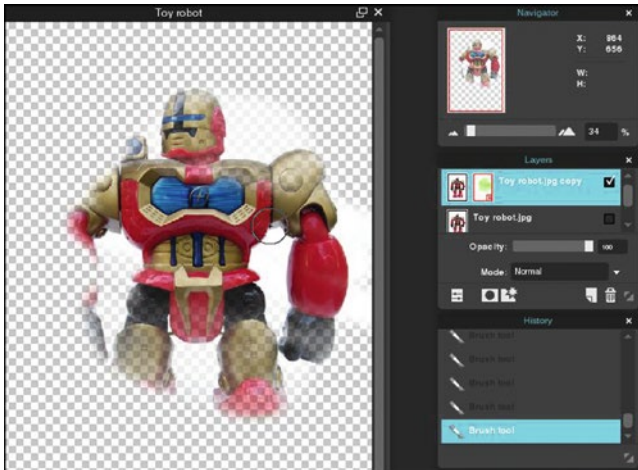 Toy robot
Navigator
X: 964
Y: 656
W:
H:
34 %
Layers
Toy robot.jpg copy
Toy robot.jpg
Opacity: 100
Mode: Normal
History
Brush tool
Brush tool
Brush tool
Brush tool
Brush tool